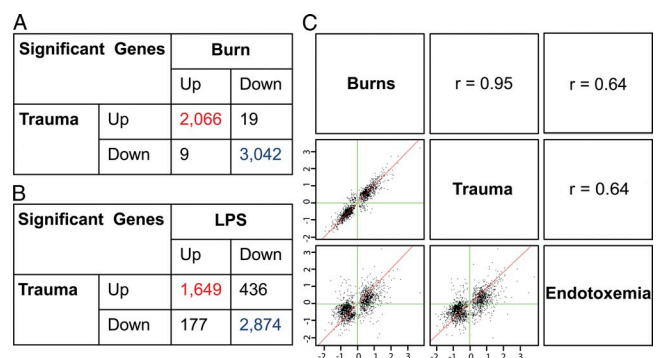 A
Significant Genes Burn
Up Down
Trauma Up 2,066 19
Down 9 3,042
B
Significant Genes LPS
Up Down
Trauma Up 1,649 436
Down 177 2,874
C
Burns r = 0.95 r = 0.64
3
2
1
0
-1
-2
Trauma r = 0.64
3
2
1
0
-1
-2
Endotoxemia
-2 -1 0 1 2 3 -2 -1 0 1 2 3